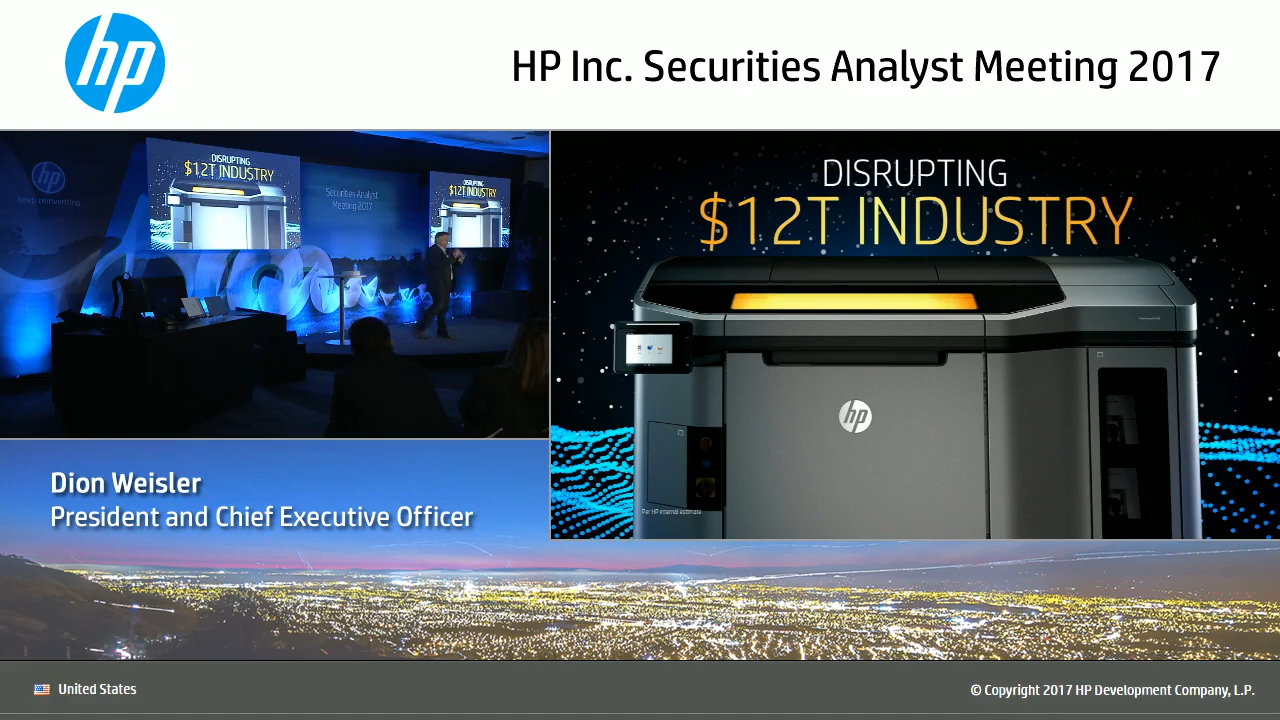 hp
HP Inc. Securities Analyst Meeting 2017
hp
keep reinventing
DISRUPTING
$12T INDUSTRY
Securities Analyst
Meeting 2017
DISRUPTING
$12T INDUSTRY
DISRUPTING
$12T INDUSTRY
hp
Per HP internal estimate
Dion Weisler
President and Chief Executive Officer
United States
© Copyright 2017 HP Development Company, L.P.